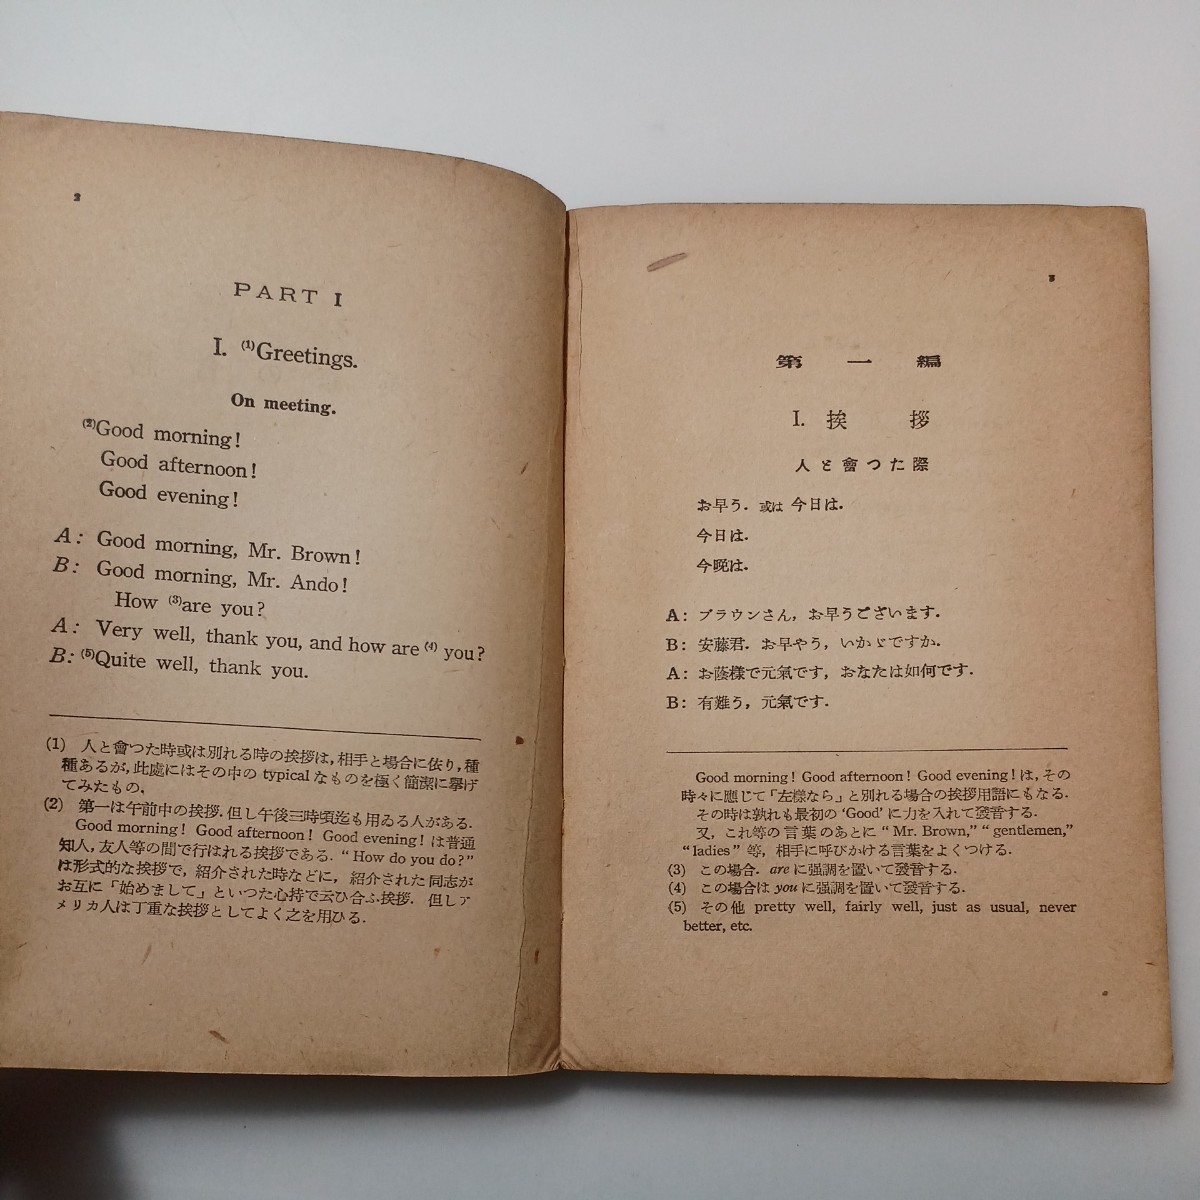 2
PART I
I. (1)Greetings.
On meeting.
(2)Good morning!
Good afternoon!
Good evening!
A: Good morning, Mr. Brown!
B: Good morning, Mr. Ando!
How (3)are you?
A: Very well, thank you, and how are (4) you?
B: (5)Quite well, thank you.
(1) 人と會つた時或は別れる時の挨拶は,相手と場合に依り,種
種あるが,此處にはその中の typical なものを極く簡潔に擧げ
てみたもの.
(2) 第一は午前中の挨拶.但し午後三時頃迄も用ゐる人がある.
Good morning! Good afternoon! Good evening! は普通
知人,友人等の間で行はれる挨拶である. “How do you do?”
は形式的な挨拶で,紹介された時などに,紹介された同志が
お互に「始めまして」といつた心持で云ひ合ふ挨拶. 但しア
メリカ人は丁重な挨拶としてよく之を用ひる.
3
第一編
I. 挨拶
人と會つた際
お早う. 或は 今日は.
今日は.
今晩は.
A: ブラウンさん, お早うございます.
B: 安藤君. お早やう, いかゞですか.
A: お蔭様で元氣です, おなたは如何です.
B: 有難う, 元氣です.
Good morning! Good afternoon! Good evening! は, その
時々に應じて「左樣なら」と別れる場合の挨拶用語にもなる.
その時は孰れも最初の ‘Good’ に力を入れて發音する.
又, これ等の言葉のあとに “Mr. Brown,” “gentlemen,”
“ladies” 等, 相手に呼びかける言葉をよくつける.
(3) この場合. are に强調を置いて發音する.
(4) この場合は you に强調を置いて發音する.
(5) その他 pretty well, fairly well, just as usual, never
better, etc.